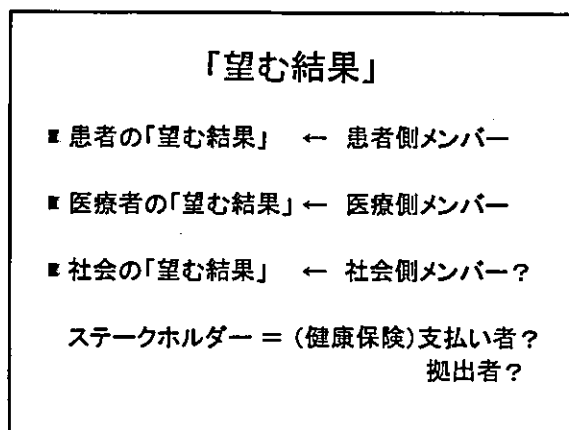 「望む結果」
■ 患者の「望む結果」 ← 患者側メンバー
■ 医療者の「望む結果」← 医療側メンバー
■ 社会の「望む結果」 ← 社会側メンバー？
ステークホルダー ＝ （健康保険）支払い者？
拠出者？